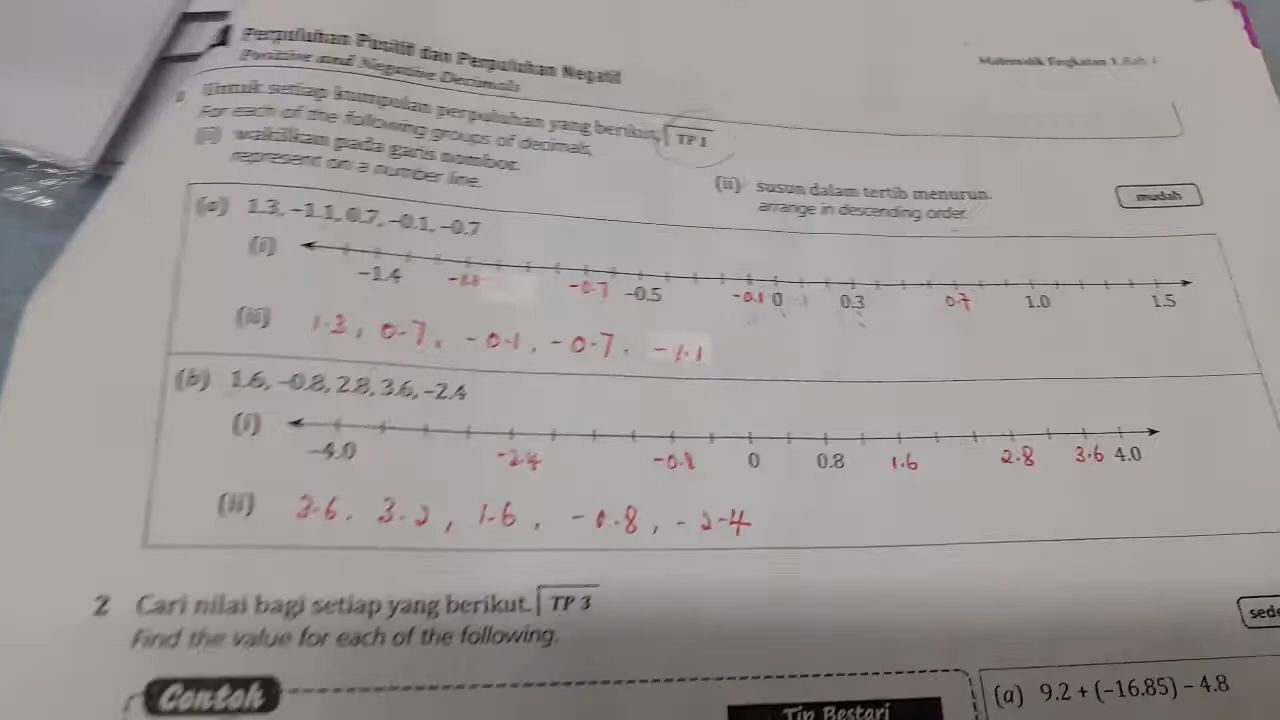 Perpuluhan Positif dan Perpuluhan Negatif
Positive and Negative Decimals
Matematik Tingkatan 1 Bab 1
1 Untuk setiap kumpulan perpuluhan yang berikut, TP 1
For each of the following groups of decimals,
(i) wakilkan pada garis nombor.
represent on a number line.
(ii) susun dalam tertib menurun.
arrange in descending order.
mudah
(a) 1.3, −1.1, 0.7, −0.1, −0.7
(i)
−1.4 -0.7 −0.5 -0.1 0 0.3 0.7 1.0 1.5
(ii) 1.3, 0.7, -0.1, -0.7, -1.1
(b) 1.6, −0.8, 2.8, 3.6, −2.4
(i)
−4.0 -2.4 -0.8 0 0.8 1.6 2.8 3.6 4.0
(ii) 3.6, 3.2, 1.6, -0.8, -2.4
2 Cari nilai bagi setiap yang berikut. TP 3
Find the value for each of the following.
Contoh
Tip Bestari
(a) 9.2 + (−16.85) − 4.8